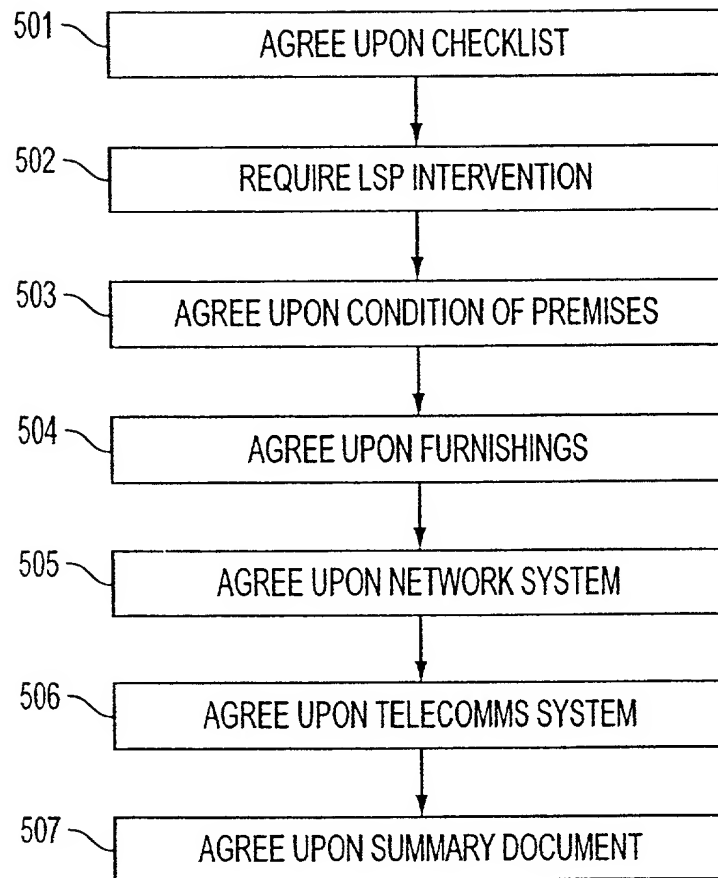 501 AGREE UPON CHECKLIST
502 REQUIRE LSP INTERVENTION
503 AGREE UPON CONDITION OF PREMISES
504 AGREE UPON FURNISHINGS
505 AGREE UPON NETWORK SYSTEM
506 AGREE UPON TELECOMMS SYSTEM
507 AGREE UPON SUMMARY DOCUMENT